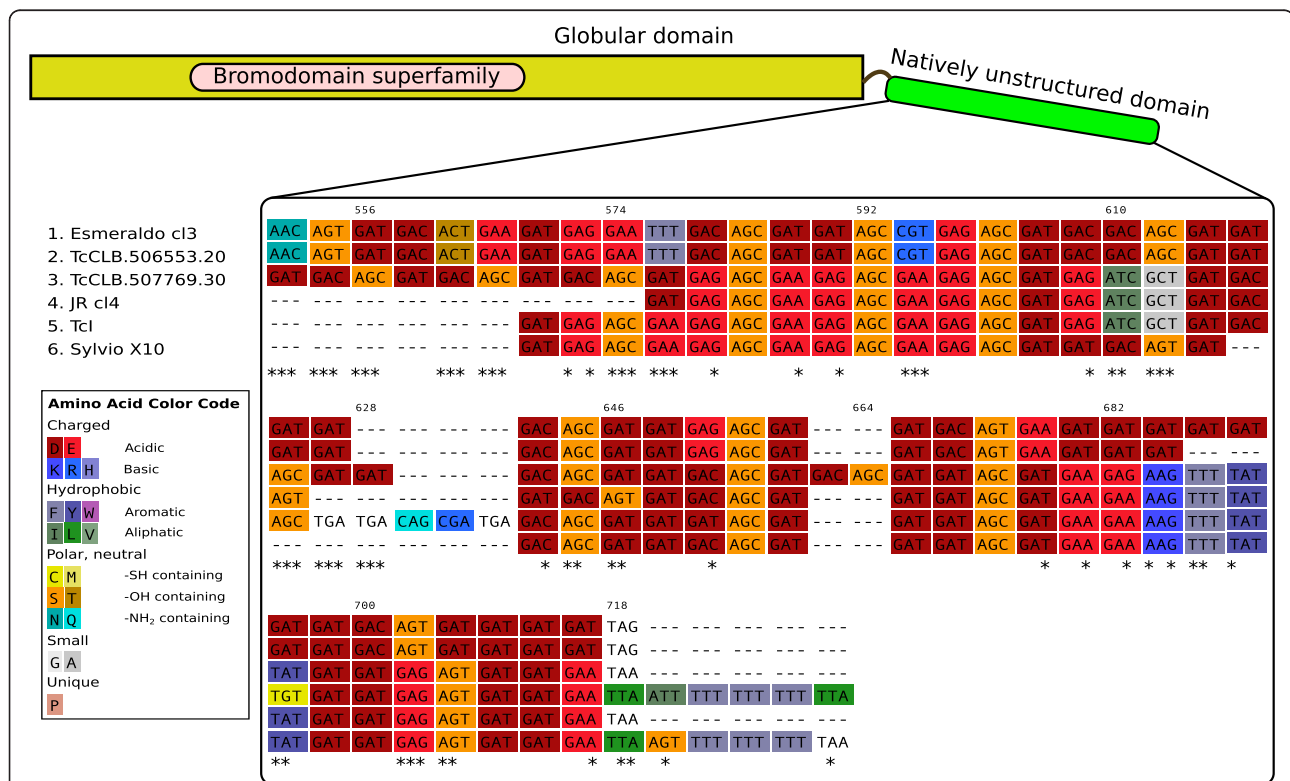 Globular domain
Bromodomain superfamily
Natively unstructured domain
556 574 592 610
1. Esmeraldo cl3 AAC AGT GAT GAC ACT GAA GAT GAG GAA TTT GAC AGC GAT GAT AGC CGT GAG AGC GAT GAC GAC AGC GAT GAT
2. TcCLB.506553.20 AAC AGT GAT GAC ACT GAA GAT GAG GAA TTT GAC AGC GAT GAT AGC CGT GAG AGC GAT GAC GAC AGC GAT GAT
3. TcCLB.507769.30 GAT GAC AGC GAT GAC AGC GAT GAC AGC GAT GAG AGC GAA GAG AGC GAA GAG AGC GAT GAG ATC GCT GAT GAC
4. JR cl4 --- --- --- --- --- --- --- --- --- GAT GAG AGC GAA GAG AGC GAA GAG AGC GAT GAG ATC GCT GAT GAC
5. TcI --- --- --- --- --- --- GAT GAG AGC GAA GAG AGC GAA GAG AGC GAA GAG AGC GAT GAG ATC GCT GAT GAC
6. Sylvio X10 --- --- --- --- --- --- GAT GAG AGC GAA GAG AGC GAA GAG AGC GAA GAG AGC GAT GAT GAC AGT GAT ---
*** *** *** *** *** * * *** *** * * * *** * ** ***
628 646 664 682
GAT GAT --- --- --- --- GAC AGC GAT GAT GAG AGC GAT --- --- GAT GAC AGT GAA GAT GAT GAT GAT GAT
GAT GAT --- --- --- --- GAC AGC GAT GAT GAG AGC GAT --- --- GAT GAC AGT GAA GAT GAT GAT --- ---
AGC GAT GAT --- --- --- GAC AGC GAT GAT GAC AGC GAT GAC AGC GAT GAT AGC GAT GAA GAG AAG TTT TAT
AGT --- --- --- --- --- GAT GAC AGT GAT GAC AGC GAT --- --- GAT GAT AGC GAT GAA GAA AAG TTT TAT
AGC TGA TGA CAG CGA TGA GAC AGC GAT GAT GAT AGC GAT --- --- GAT GAT AGC GAT GAA GAA AAG TTT TAT
--- --- --- --- --- --- GAC AGC GAT GAT GAC AGC GAT --- --- GAT GAT AGC GAT GAA GAA AAG TTT TAT
*** *** *** * ** ** * * * * * * ** *
700 718
GAT GAT GAC AGT GAT GAT GAT GAT TAG --- --- --- --- ---
GAT GAT GAC AGT GAT GAT GAT GAT TAG --- --- --- --- ---
TAT GAT GAT GAG AGT GAT GAT GAA TAA --- --- --- --- ---
TGT GAT GAT GAG AGT GAT GAT GAA TTA ATT TTT TTT TTT TTA
TAT GAT GAT GAG AGT GAT GAT GAA TAA --- --- --- --- ---
TAT GAT GAT GAG AGT GAT GAT GAA TTA AGT TTT TTT TTT TAA
** *** ** * ** * *
Amino Acid Color Code
Charged
D E Acidic
K R H Basic
Hydrophobic
F Y W Aromatic
I L V Aliphatic
Polar, neutral
C M -SH containing
S T -OH containing
N Q -NH₂ containing
Small
G A
Unique
P